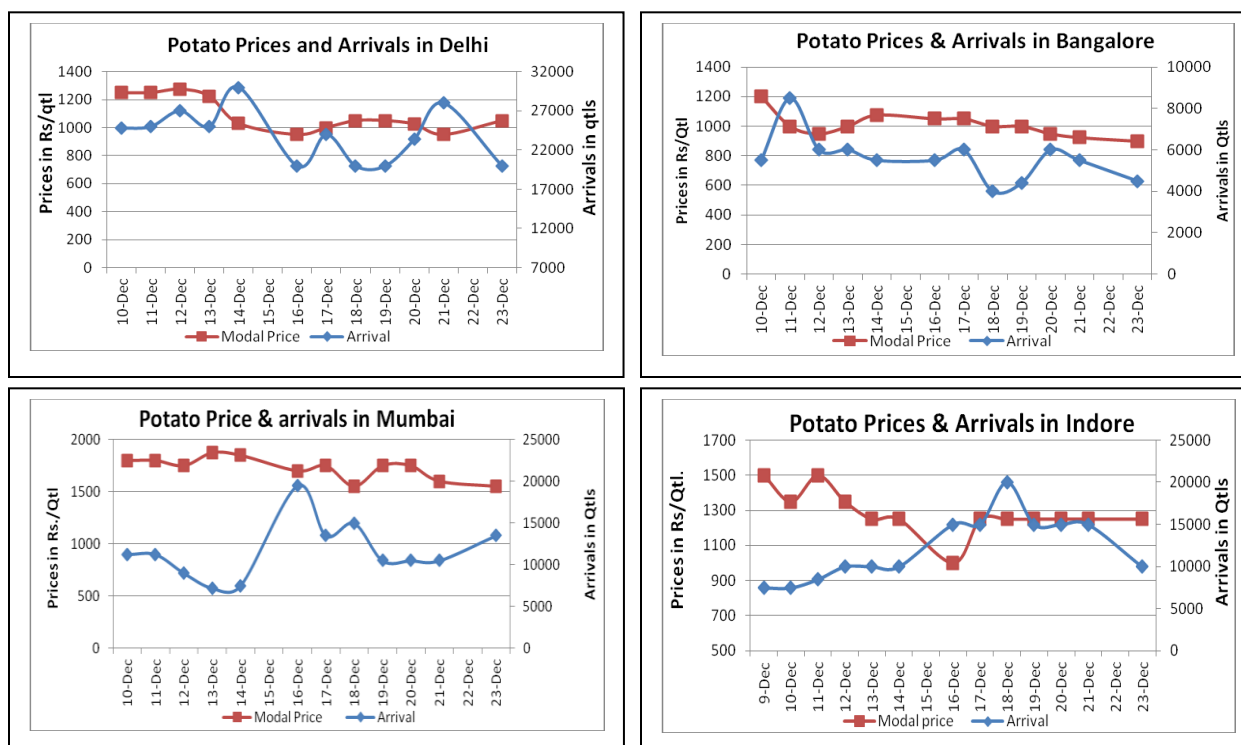 Potato Prices and Arrivals in Delhi
Prices in Rs/qtl
1400
1200
1000
800
600
400
200
0
32000
27000
22000
17000
12000
7000
Arrivals in qtls
10-Dec
11-Dec
12-Dec
13-Dec
14-Dec
15-Dec
16-Dec
17-Dec
18-Dec
19-Dec
20-Dec
21-Dec
22-Dec
23-Dec
Modal Price
Arrival
Potato Prices & Arrivals in Bangalore
Prices in Rs/Qtl
1400
1200
1000
800
600
400
200
0
10000
8000
6000
4000
2000
0
Arrivals in Qtls
10-Dec
11-Dec
12-Dec
13-Dec
14-Dec
15-Dec
16-Dec
17-Dec
18-Dec
19-Dec
20-Dec
21-Dec
22-Dec
23-Dec
Modal Price
Arrival
Potato Price & arrivals in Mumbai
Prices in Rs./Qtl
2000
1500
1000
500
0
25000
20000
15000
10000
5000
0
Arrivals in Qtls
10-Dec
11-Dec
12-Dec
13-Dec
14-Dec
15-Dec
16-Dec
17-Dec
18-Dec
19-Dec
20-Dec
21-Dec
22-Dec
23-Dec
Modal Price
Arrival
Potato Prices & Arrivals in Indore
Prices in Rs/Qtl.
1700
1500
1300
1100
900
700
500
25000
20000
15000
10000
5000
0
Arrivals in Qtls
9-Dec
10-Dec
11-Dec
12-Dec
13-Dec
14-Dec
15-Dec
16-Dec
17-Dec
18-Dec
19-Dec
20-Dec
21-Dec
22-Dec
23-Dec
Modal price
Arrival